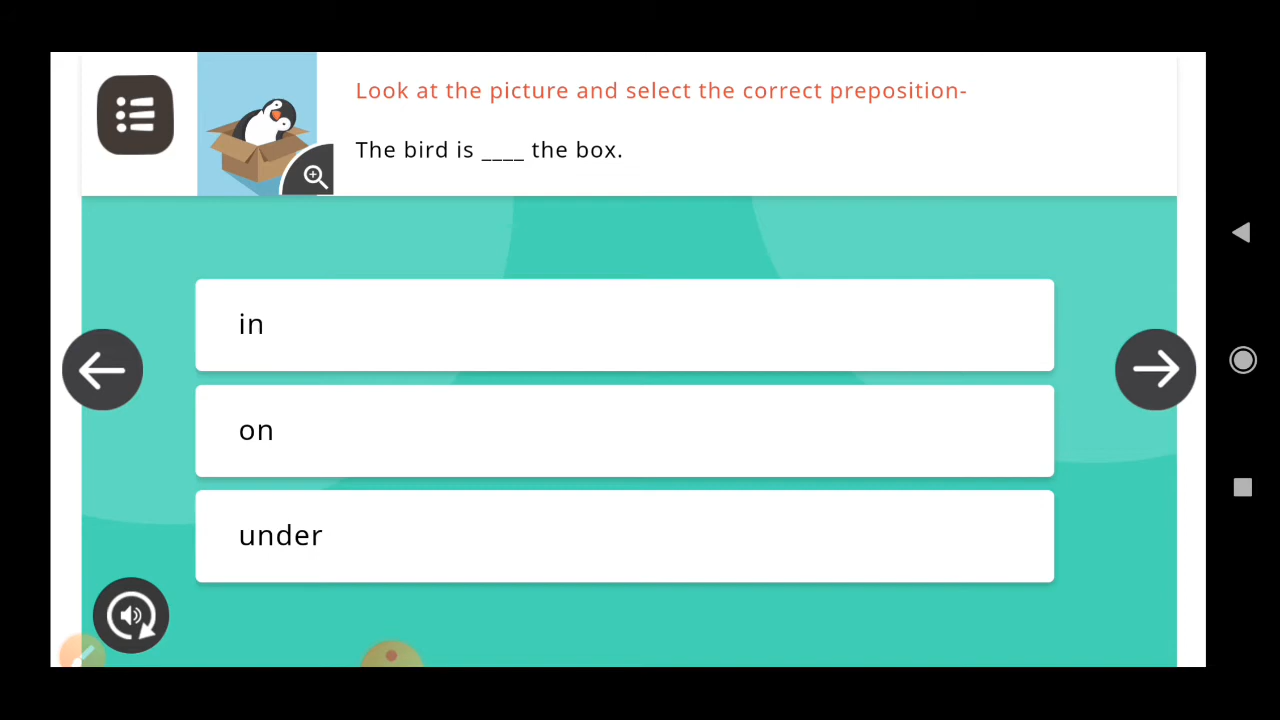 Look at the picture and select the correct preposition-
The bird is ____ the box.
in
on
under